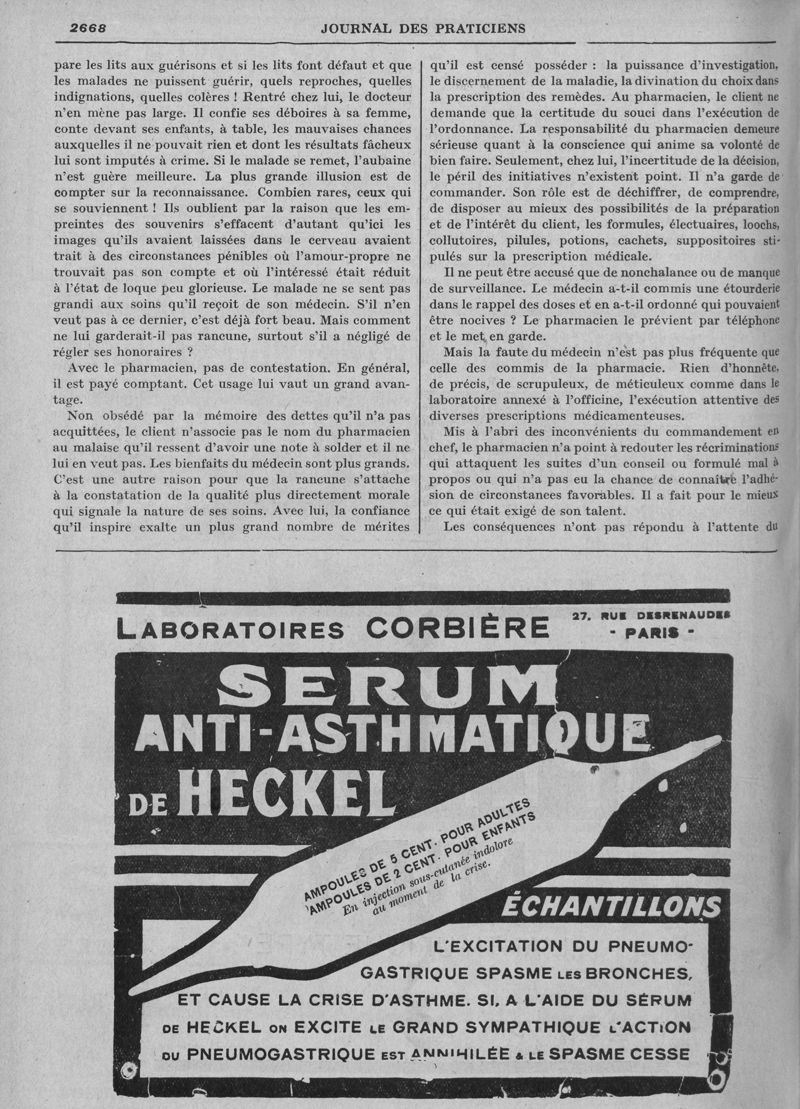 2668
JOURNAL DES PRATICIENS
pare les lits aux guérisons et si les lits font défaut et que
les malades ne puissent guérir, quels reproches, quelles
indignations, quelles colères ! Rentré chez lui, le docteur
n'en mène pas large. Il confie ses déboires à sa femme,
conte devant ses enfants, à table, les mauvaises chances
auxquelles il ne pouvait rien et dont les résultats fâcheux
lui sont imputés à crime. Si le malade se remet, l'aubaine
n'est guère meilleure. La plus grande illusion est de
compter sur la reconnaissance. Combien rares, ceux qui
se souviennent ! Ils oublient par la raison que les em-
preintes des souvenirs s'effacent d'autant qu'ici les
images qu'ils avaient laissées dans le cerveau avaient
trait à des circonstances pénibles où l'amour-propre ne
trouvait pas son compte et où l'intéressé était réduit
à l'état de loque peu glorieuse. Le malade ne se sent pas
grandi aux soins qu'il reçoit de son médecin. S'il n'en
veut pas à ce dernier, c'est déjà fort beau. Mais comment
ne lui garderait-il pas rancune, surtout s'il a négligé de
régler ses honoraires ?
Avec le pharmacien, pas de contestation. En général,
il est payé comptant. Cet usage lui vaut un grand avan-
tage.
Non obsédé par la mémoire des dettes qu'il n'a pas
acquittées, le client n'associe pas le nom du pharmacien
au malaise qu'il ressent d'avoir une note à solder et il ne
lui en veut pas. Les bienfaits du médecin sont plus grands.
C'est une autre raison pour que la rancune s'attache
à la constatation de la qualité plus directement morale
qui signale la nature de ses soins. Avec lui, la confiance
qu'il inspire exalte un plus grand nombre de mérites
qu'il est censé posséder : la puissance d'investigation,
le discernement de la maladie, la divination du choix dans
la prescription des remèdes. Au pharmacien, le client ne
demande que la certitude du souci dans l'exécution de
l'ordonnance. La responsabilité du pharmacien demeure
sérieuse quant à la conscience qui anime sa volonté de
bien faire. Seulement, chez lui, l'incertitude de la décision,
le péril des initiatives n'existent point. Il n'a garde de
commander. Son rôle est de déchiffrer, de comprendre,
de disposer au mieux des possibilités de la préparation
et de l'intérêt du client, les formules, électuaires, loochs,
collutoires, pilules, potions, cachets, suppositoires sti-
pulés sur la prescription médicale.
Il ne peut être accusé que de nonchalance ou de manque
de surveillance. Le médecin a-t-il commis une étourderie
dans le rappel des doses et en a-t-il ordonné qui pouvaient
être nocives ? Le pharmacien le prévient par téléphone
et le met en garde.
Mais la faute du médecin n'est pas plus fréquente que
celle des commis de la pharmacie. Rien d'honnête,
de précis, de scrupuleux, de méticuleux comme dans le
laboratoire annexé à l'officine, l'exécution attentive des
diverses prescriptions médicamenteuses.
Mis à l'abri des inconvénients du commandement en
chef, le pharmacien n'a point à redouter les récriminations
qui attaquent les suites d'un conseil ou formulé mal à
propos ou qui n'a pas eu la chance de connaître l'adhé-
sion de circonstances favorables. Il a fait pour le mieux
ce qui était exigé de son talent.
Les conséquences n'ont pas répondu à l'attente du
LABORATOIRES CORBIÈRE
27, RUE DESRENAUDES
- PARIS -
SERUM
ANTI-ASTHMATIQUE
DE HECKEL
AMPOULES DE 5 CENT. POUR ADULTES
AMPOULES DE 2 CENT. POUR ENFANTS
En injection sous-cutanée indolore
au moment de la crise.
ÉCHANTILLONS
L'EXCITATION DU PNEUMO-
GASTRIQUE SPASME LES BRONCHES,
ET CAUSE LA CRISE D'ASTHME. SI, A L'AIDE DU SÉRUM
DE HECKEL ON EXCITE LE GRAND SYMPATHIQUE L'ACTION
DU PNEUMOGASTRIQUE EST ANNIHILÉE & LE SPASME CESSE